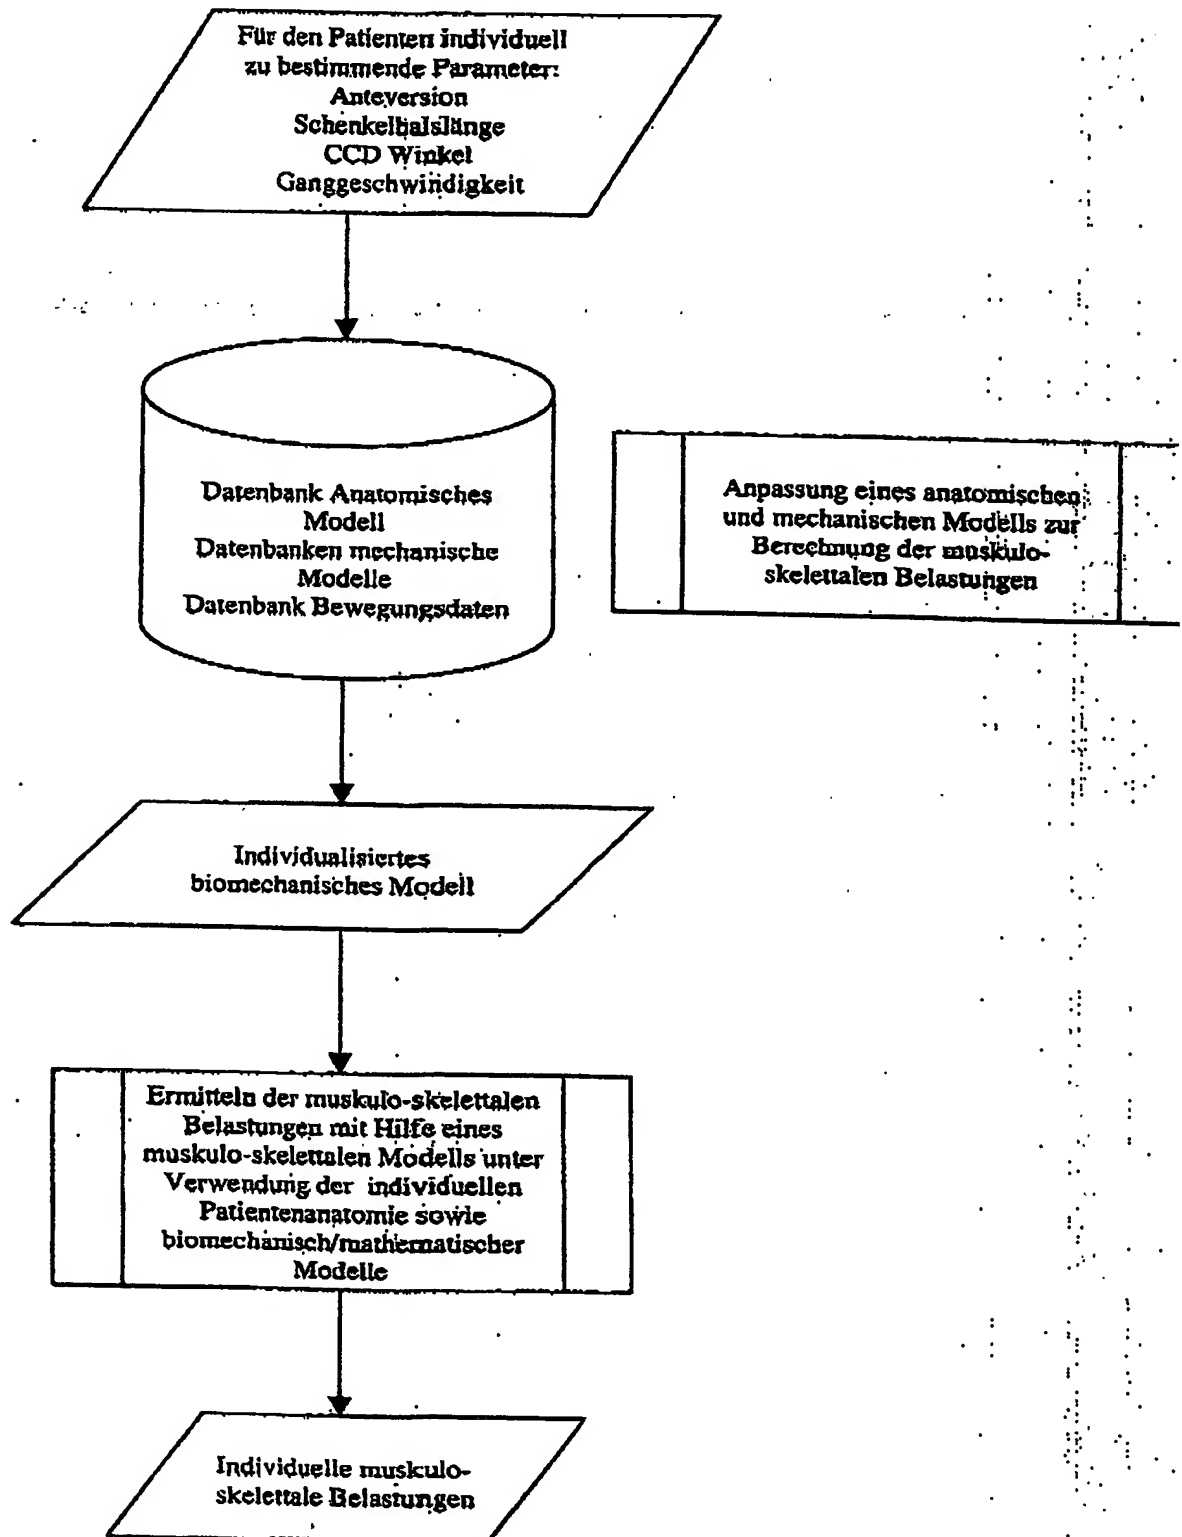 Für den Patienten individuell
zu bestimmende Parameter:
Anteversion
Schenkelhalslänge
CCD Winkel
Ganggeschwindigkeit
Datenbank Anatomisches
Modell
Datenbanken mechanische
Modelle
Datenbank Bewegungsdaten
Anpassung eines anatomischen
und mechanischen Modells zur
Berechnung der muskulo-
skelettalen Belastungen
Individualisiertes
biomechanisches Modell
Ermitteln der muskulo-skelettalen
Belastungen mit Hilfe eines
muskulo-skelettalen Modells unter
Verwendung der individuellen
Patientenanatomie sowie
biomechanisch/mathematischer
Modelle
Individuelle muskulo-
skelettale Belastungen